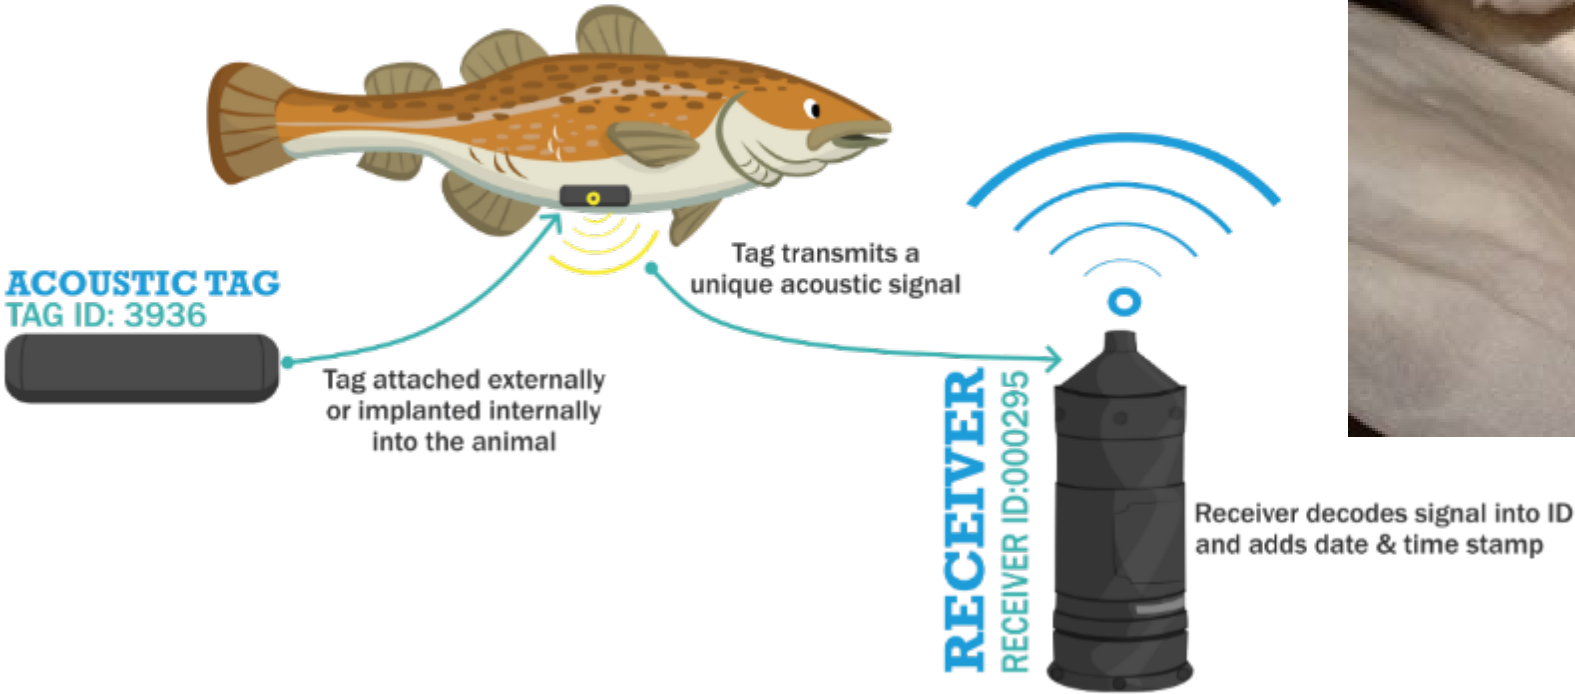 ACOUSTIC TAG
TAG ID: 3936
Tag attached externally
or implanted internally
into the animal
Tag transmits a
unique acoustic signal
RECEIVER
RECEIVER ID:000295
Receiver decodes signal into ID
and adds date & time stamp